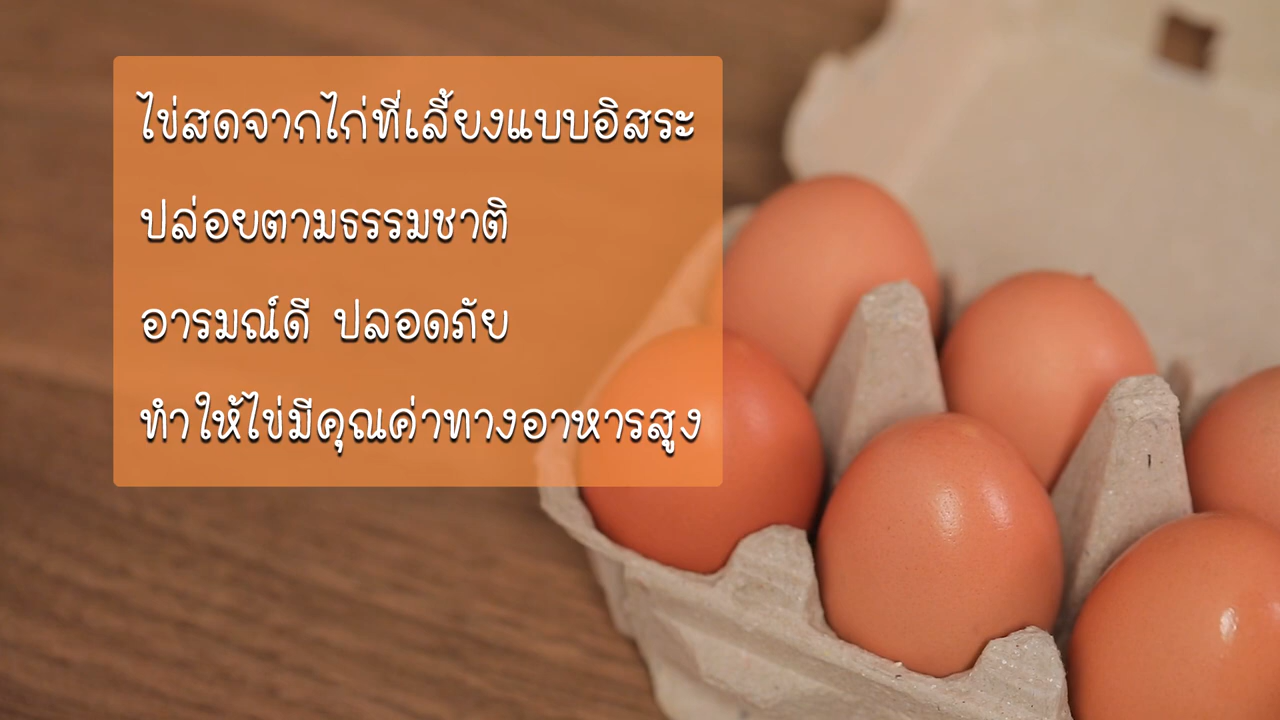 ไข่สดจากไก่ที่เลี้ยงแบบอิสระ
ปล่อยตามธรรมชาติ
อารมณ์ดี ปลอดภัย
ทำให้ไข่มีคุณค่าทางอาหารสูง